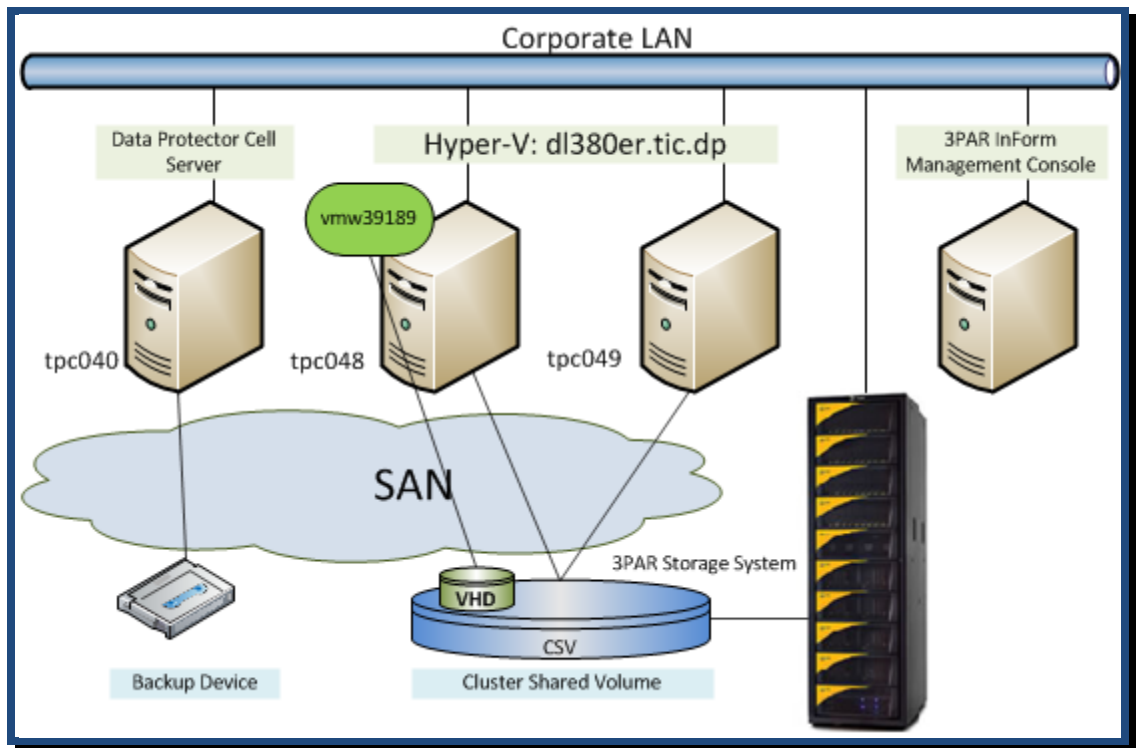 Corporate LAN
Data Protector Cell
Server
Hyper-V: dl380er.tic.dp
3PAR InForm
Management Console
vmw39189
tpc040
tpc048
tpc049
SAN
3PAR Storage System
VHD
CSV
Backup Device
Cluster Shared Volume